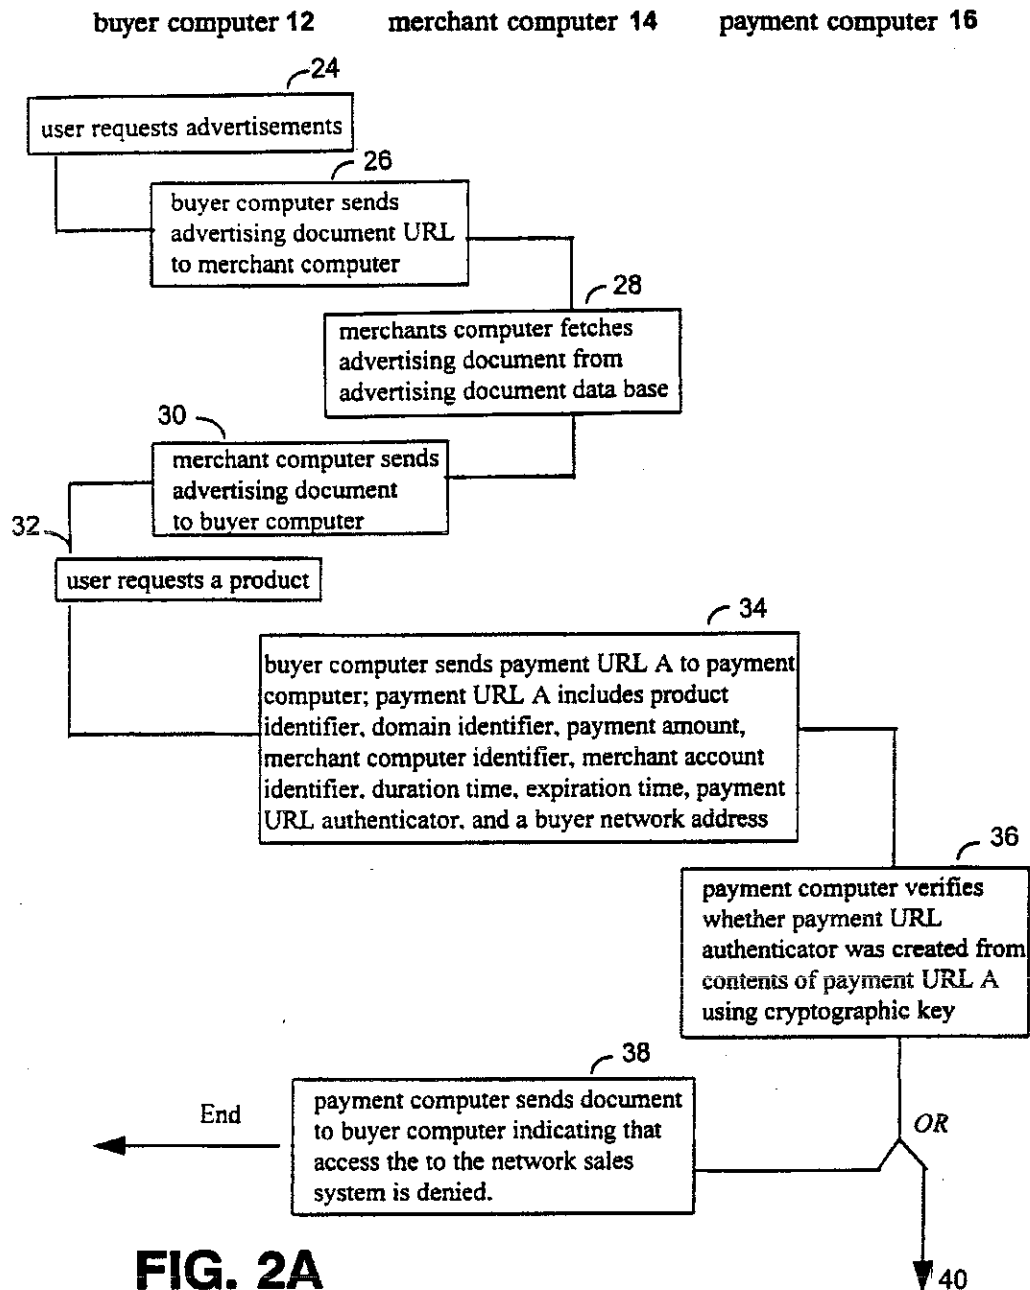 buyer computer 12 merchant computer 14 payment computer 16
24
user requests advertisements
26
buyer computer sends
advertising document URL
to merchant computer
28
merchants computer fetches
advertising document from
advertising document data base
30
merchant computer sends
advertising document
to buyer computer
32
user requests a product
34
buyer computer sends payment URL A to payment
computer; payment URL A includes product
identifier, domain identifier, payment amount,
merchant computer identifier, merchant account
identifier, duration time, expiration time, payment
URL authenticator, and a buyer network address
36
payment computer verifies
whether payment URL
authenticator was created from
contents of payment URL A
using cryptographic key
38
payment computer sends document
to buyer computer indicating that
access the to the network sales
system is denied.
End
OR
40
FIG. 2A